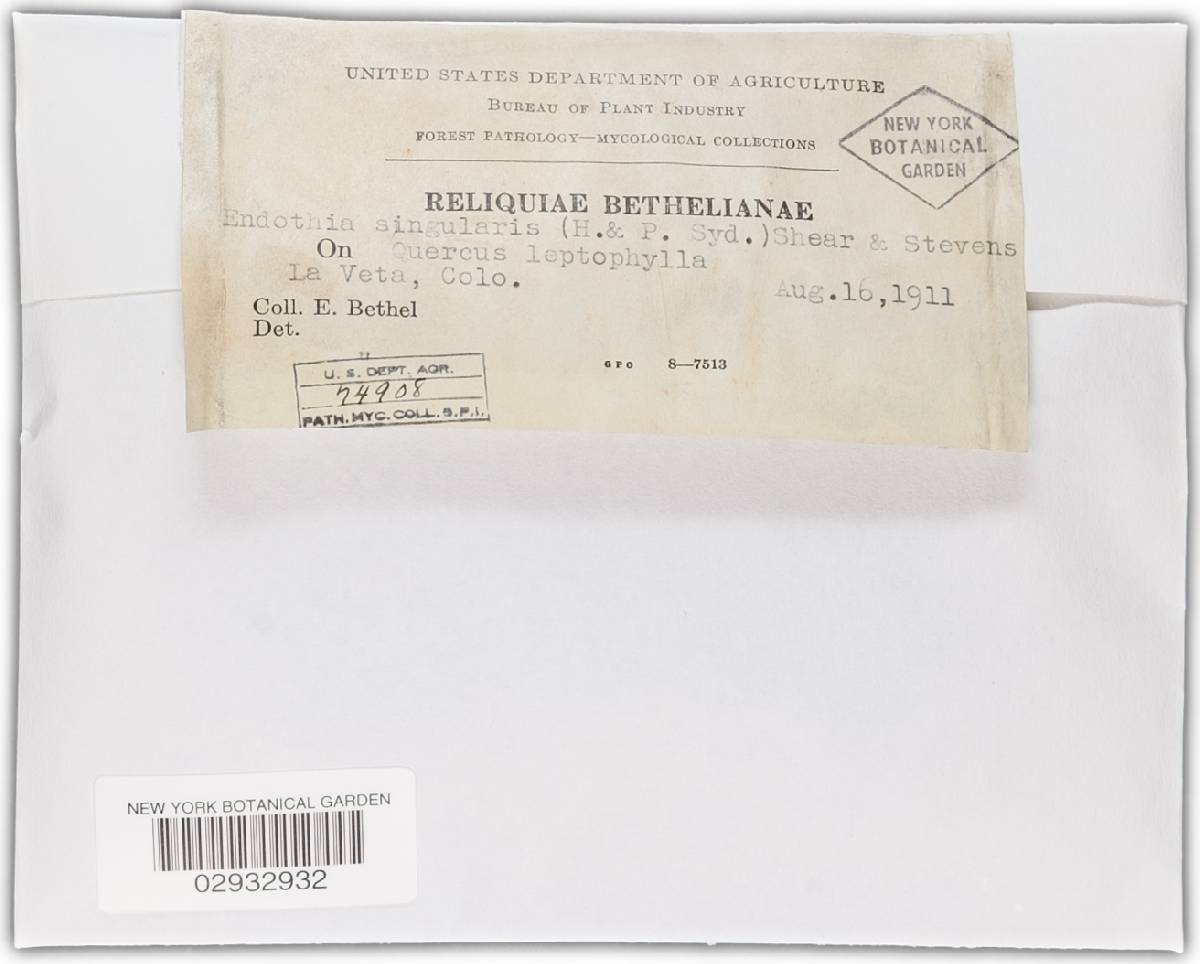 UNITED STATES DEPARTMENT OF AGRICULTURE
BUREAU OF PLANT INDUSTRY
FOREST PATHOLOGY—MYCOLOGICAL COLLECTIONS
NEW YORK
BOTANICAL
GARDEN
RELIQUIAE BETHELIANAE
Endothia singularis (H.& P. Syd.)Shear & Stevens
On Quercus leptophylla
La Veta, Colo.
Aug.16,1911
Coll. E. Bethel
Det.
GPO 8—7513
U. S. DEPT. AGR.
74908
PATH. MYC. COLL. B.P.I.
NEW YORK BOTANICAL GARDEN
02932932